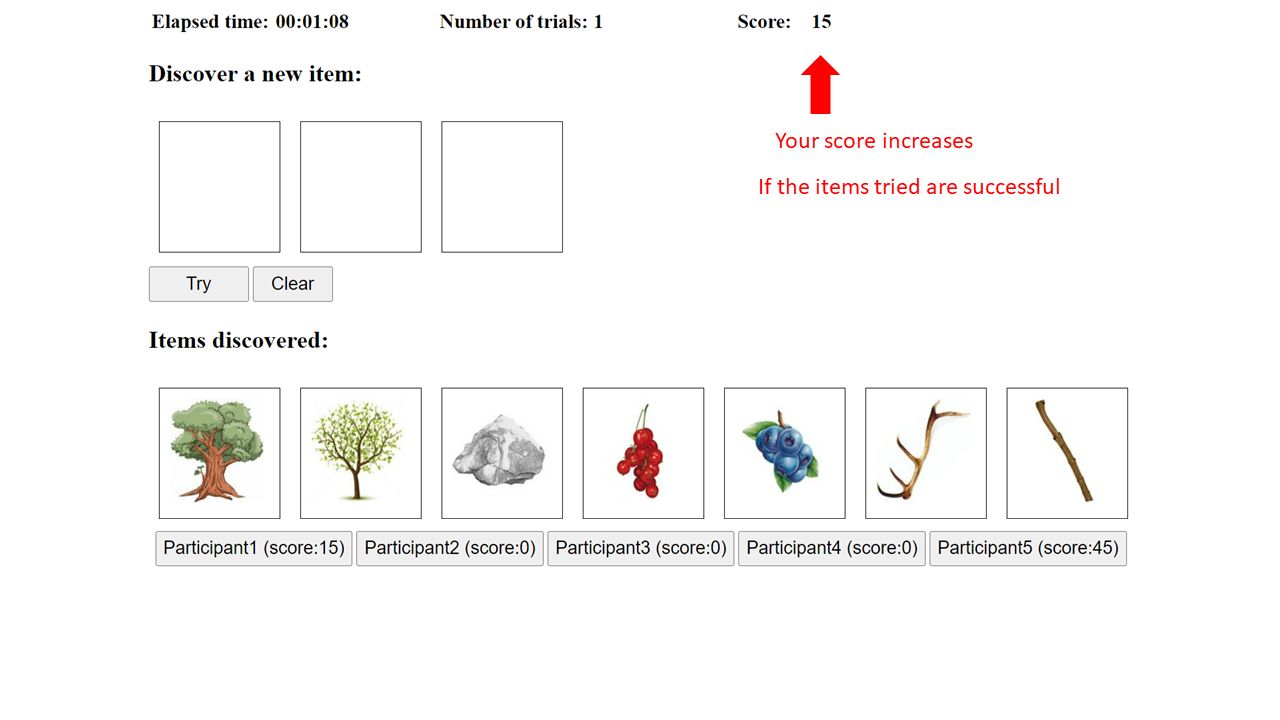 Elapsed time: 00:01:08 Number of trials: 1 Score: 15
Discover a new item:
Your score increases
If the items tried are successful
Try Clear
Items discovered:
Participant1 (score:15) Participant2 (score:0) Participant3 (score:0) Participant4 (score:0) Participant5 (score:45)